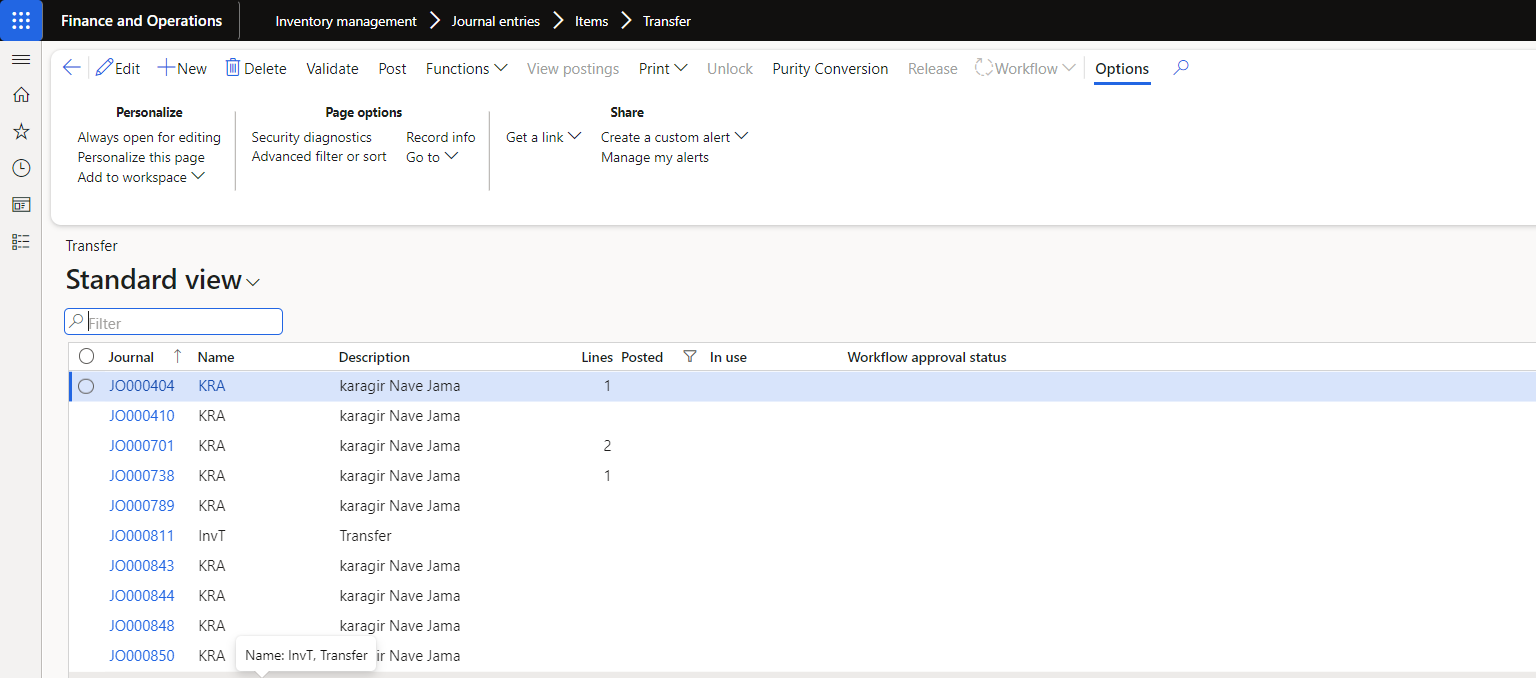 Finance and Operations Inventory management Journal entries Items Transfer
Edit New Delete Validate Post Functions View postings Print Unlock Purity Conversion Release Workflow Options
Personalize Page options Share
Always open for editing Security diagnostics Record info Get a link Create a custom alert
Personalize this page Advanced filter or sort Go to Manage my alerts
Add to workspace
Transfer
Standard view
Filter
Journal Name Description Lines Posted In use Workflow approval status
JO000404 KRA karagir Nave Jama 1
JO000410 KRA karagir Nave Jama
JO000701 KRA karagir Nave Jama 2
JO000738 KRA karagir Nave Jama 1
JO000789 KRA karagir Nave Jama
JO000811 InvT Transfer
JO000843 KRA karagir Nave Jama
JO000844 KRA karagir Nave Jama
JO000848 KRA karagir Nave Jama
JO000850 KRA ir Nave Jama
Name: InvT, Transfer